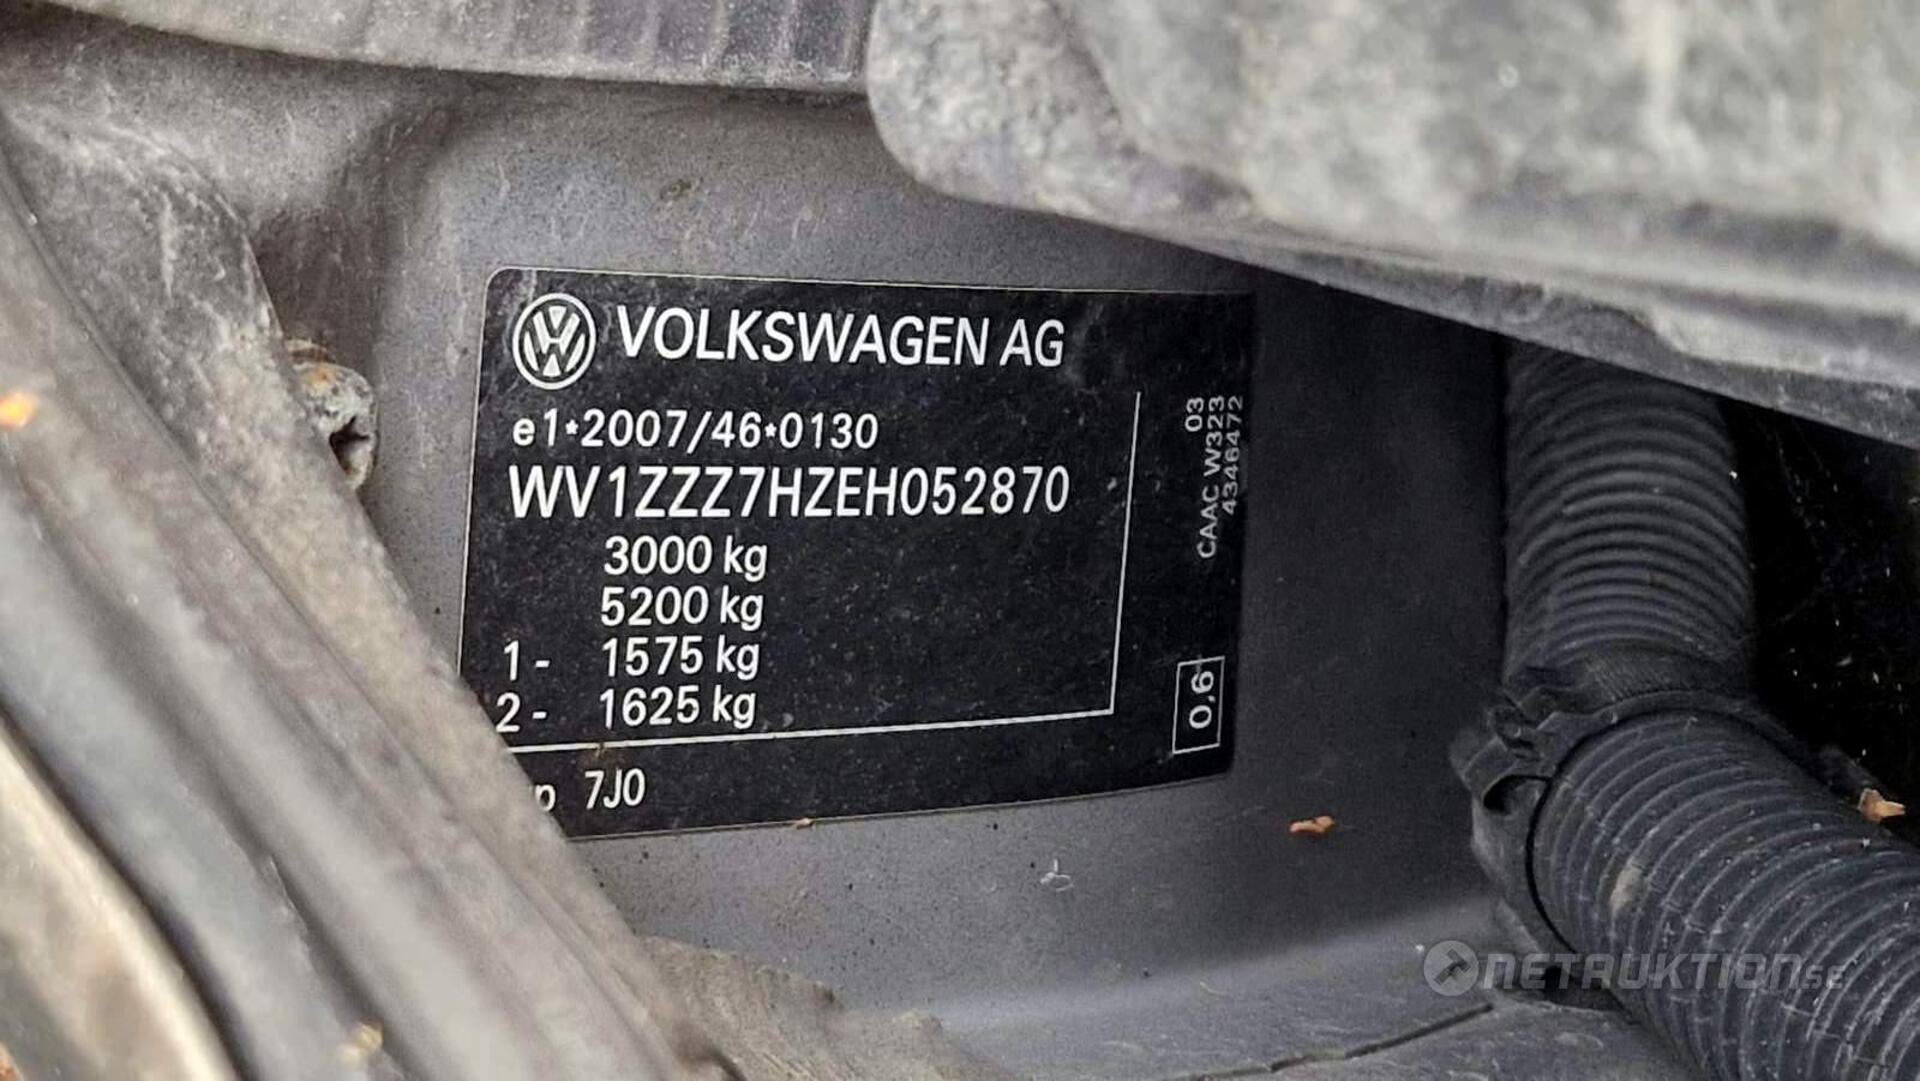 VOLKSWAGEN AG
e1*2007/46*0130
WV1ZZZ7HZEH052870
3000 kg
5200 kg
1- 1575 kg
2- 1625 kg
7J0
03
CAAC W323
4346472
0,6
NETAUKTION.SE